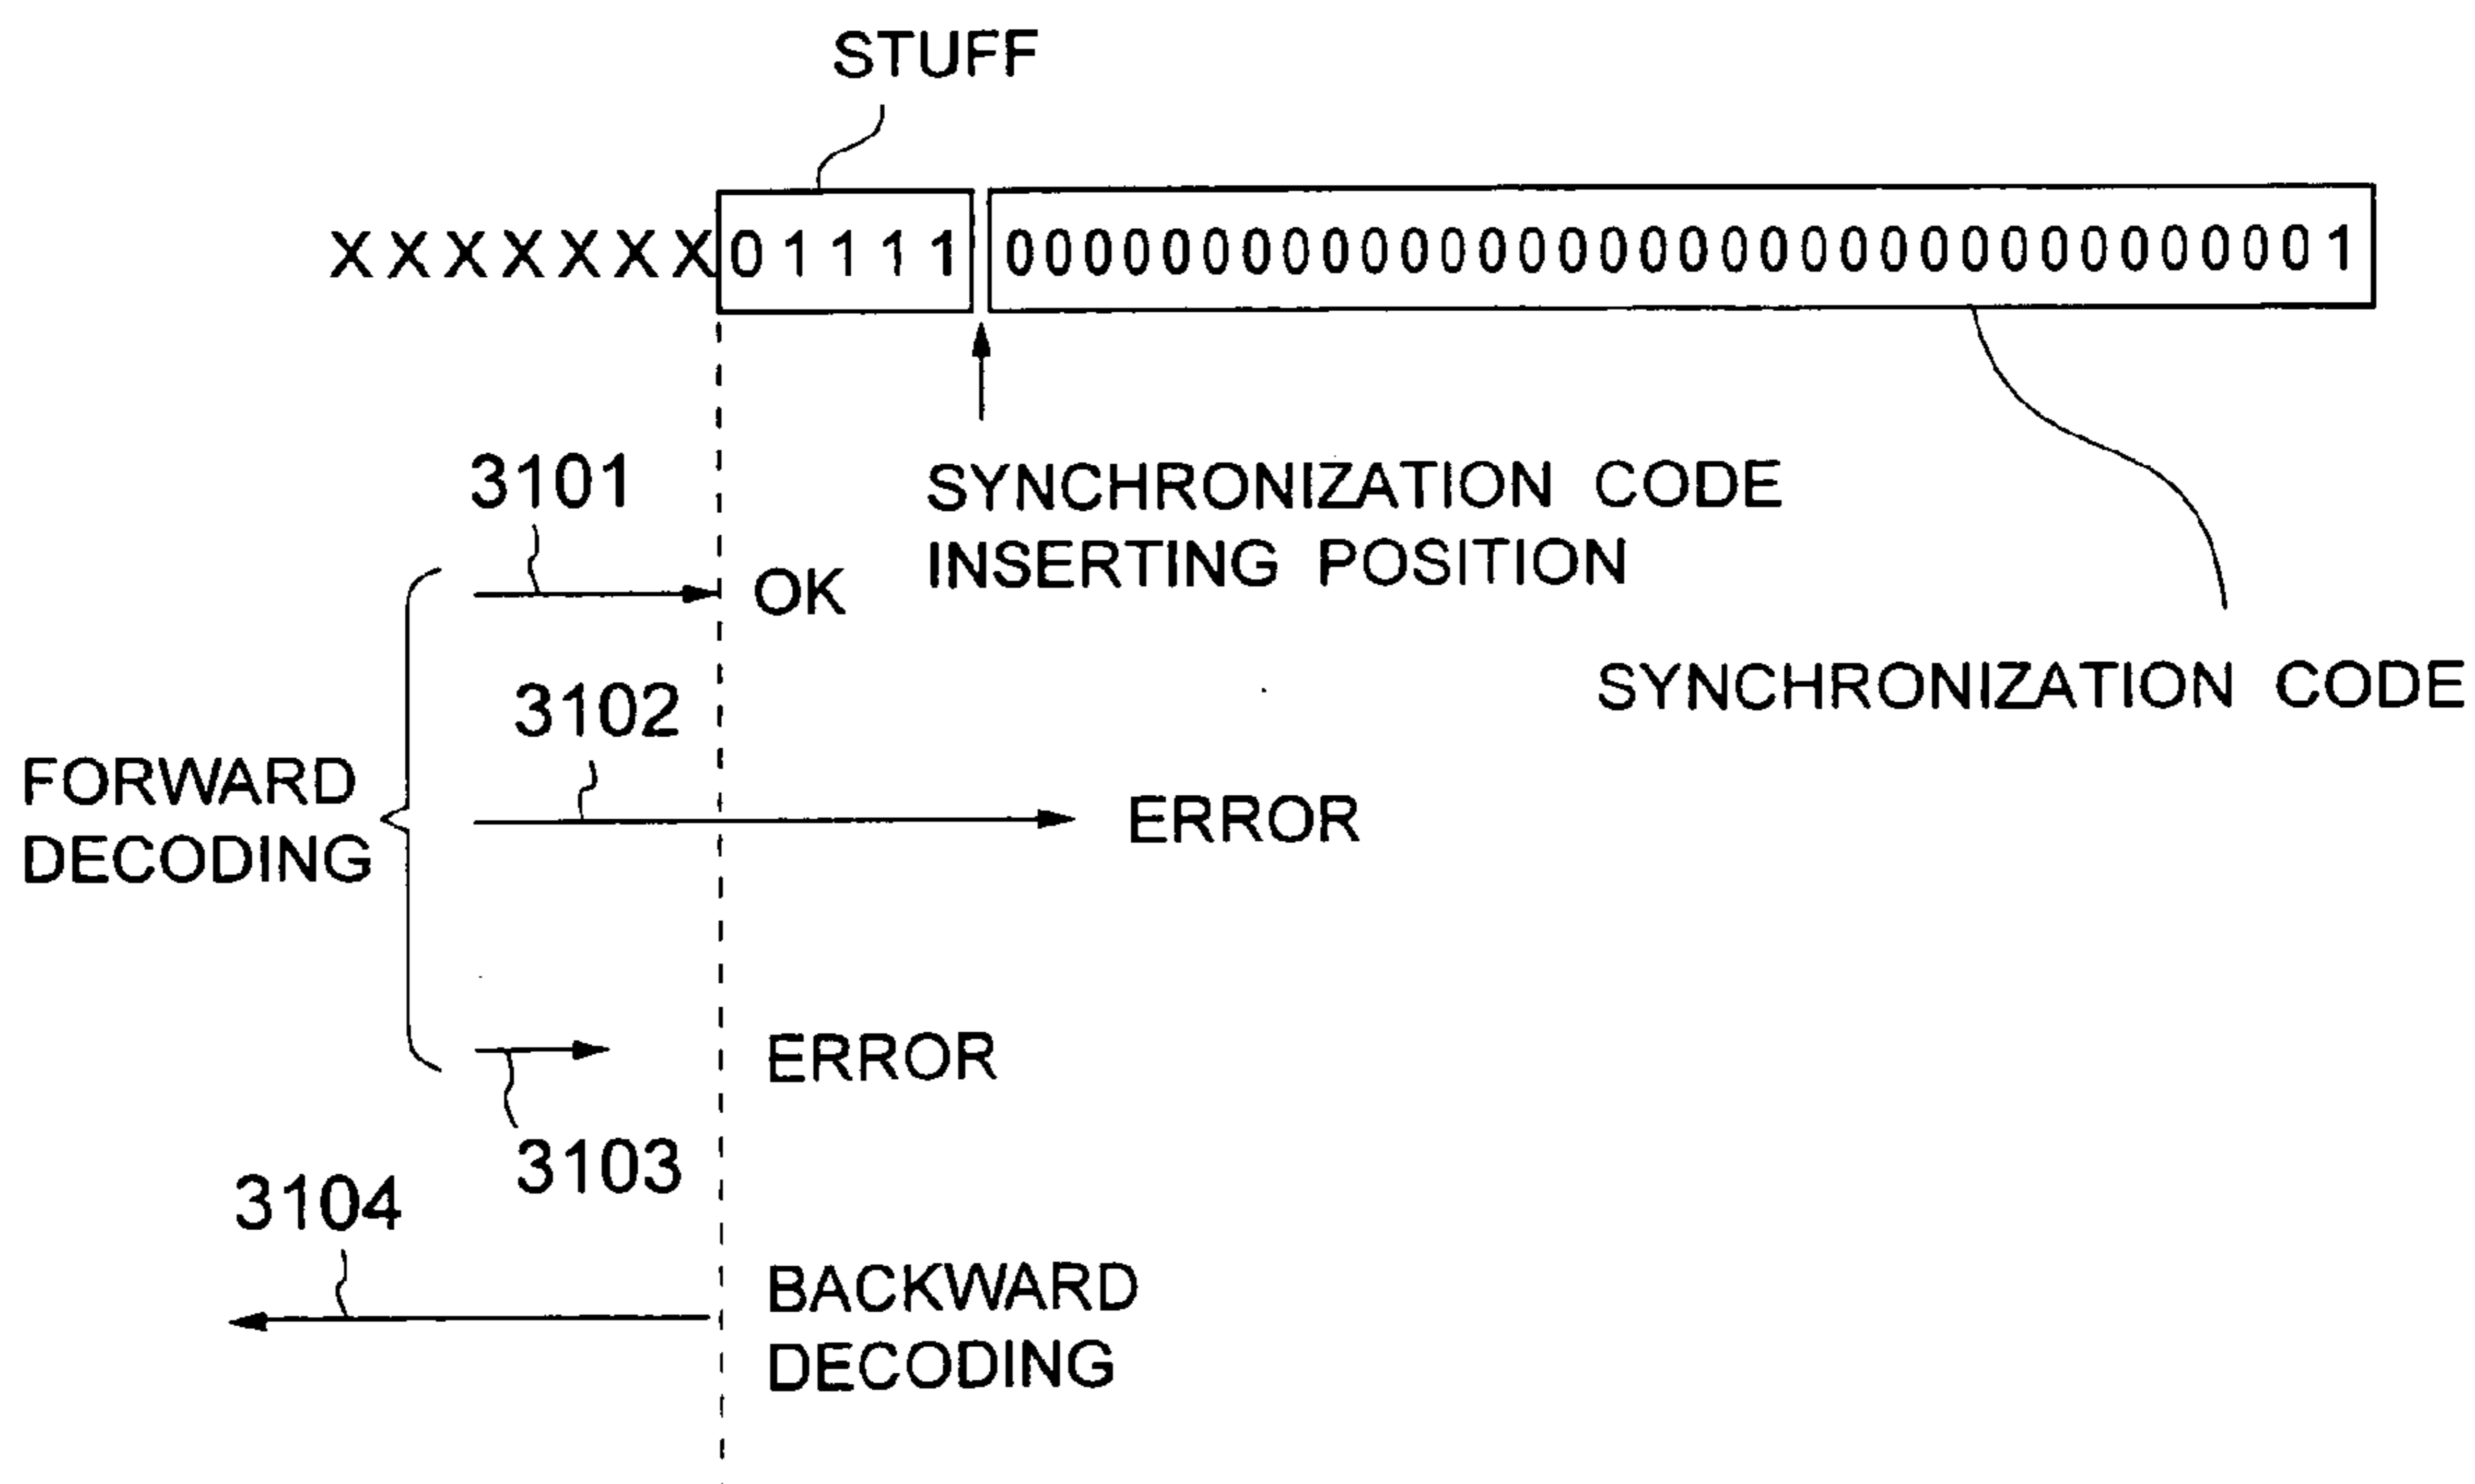 STUFF
XXXXXXX01111 0000000000000000000000000000000001
3101
SYNCHRONIZATION CODE
INSERTING POSITION
OK
SYNCHRONIZATION CODE
3102
FORWARD
DECODING
ERROR
ERROR
3103
3104
BACKWARD
DECODING